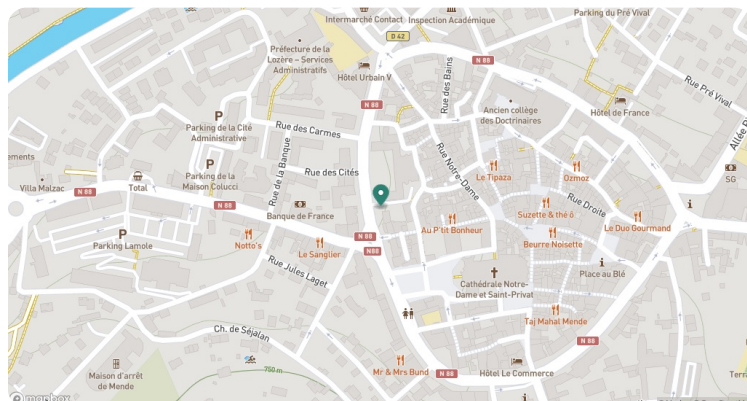 Intermarché Contact
Inspection Académique
Parking du Pré Vival
D 42
Préfecture de la
Lozère – Services
Administratifs
Hôtel Urbain V
Rue des Bains
Rue Pré Vival
N 88
N 88
Ancien collège
des Doctrinaires
Hôtel de France
P
Parking de la Cité
Administrative
Rue des Carmes
Rue Notre-Dame
P
Parking de la
Maison Colucci
Rue de la Banque
Rue des Cités
Le Tipaza
Ozmoz
SG
Villa Malzac
N 88
Total
Banque de France
Rue Droite
Suzette & thé ô
Le Duo Gourmand
Au P'tit Bonheur
Beurre Noisette
P
Parking Lamole
Notto's
Le Sanglier
N 88
N88
Rue Jules Laget
Place au Blé
Cathédrale Notre-
Dame et Saint-Privat
Ch. de Séjalan
Taj Mahal Mende
N 88
750 m
Maison d'arrêt
de Mende
Mr & Mrs Bund
Hôtel Le Commerce
N 88
mapbox